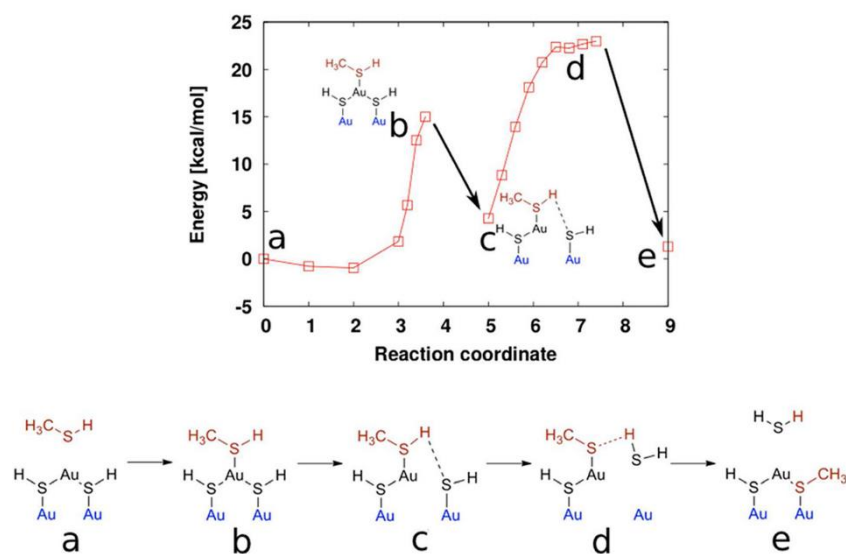 Energy [kcal/mol]
25
20
15
10
5
0
-5
0 1 2 3 4 5 6 7 8 9
Reaction coordinate
a
b
c
d
e
H₃C S H
H S Au S H
Au Au
H₃C S H
H S Au S H
Au Au
H₃C S H H₃C S H H₃C S H H₃C S H S H S H
H S Au S H H S Au S H H S Au S H H S Au H S Au S CH₃
Au Au Au Au Au Au Au Au Au Au
a b c d e